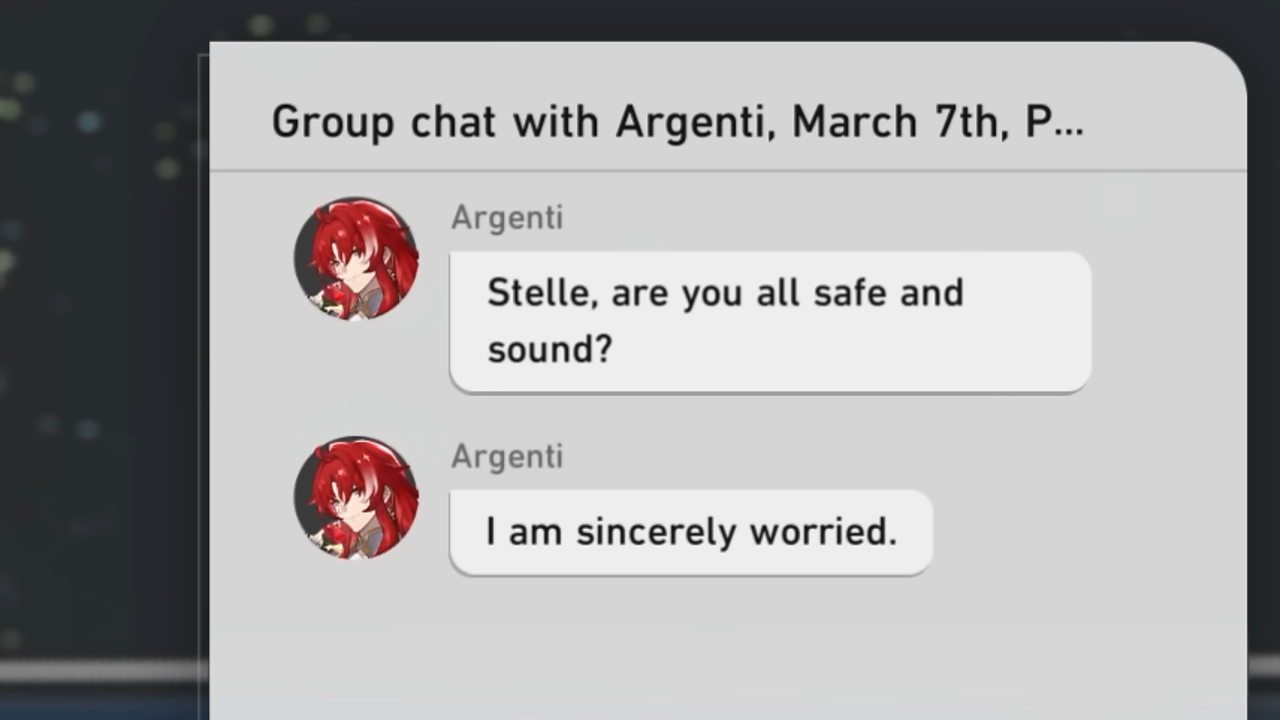 Group chat with Argenti, March 7th, P...
Argenti
Stelle, are you all safe and
sound?
Argenti
I am sincerely worried.